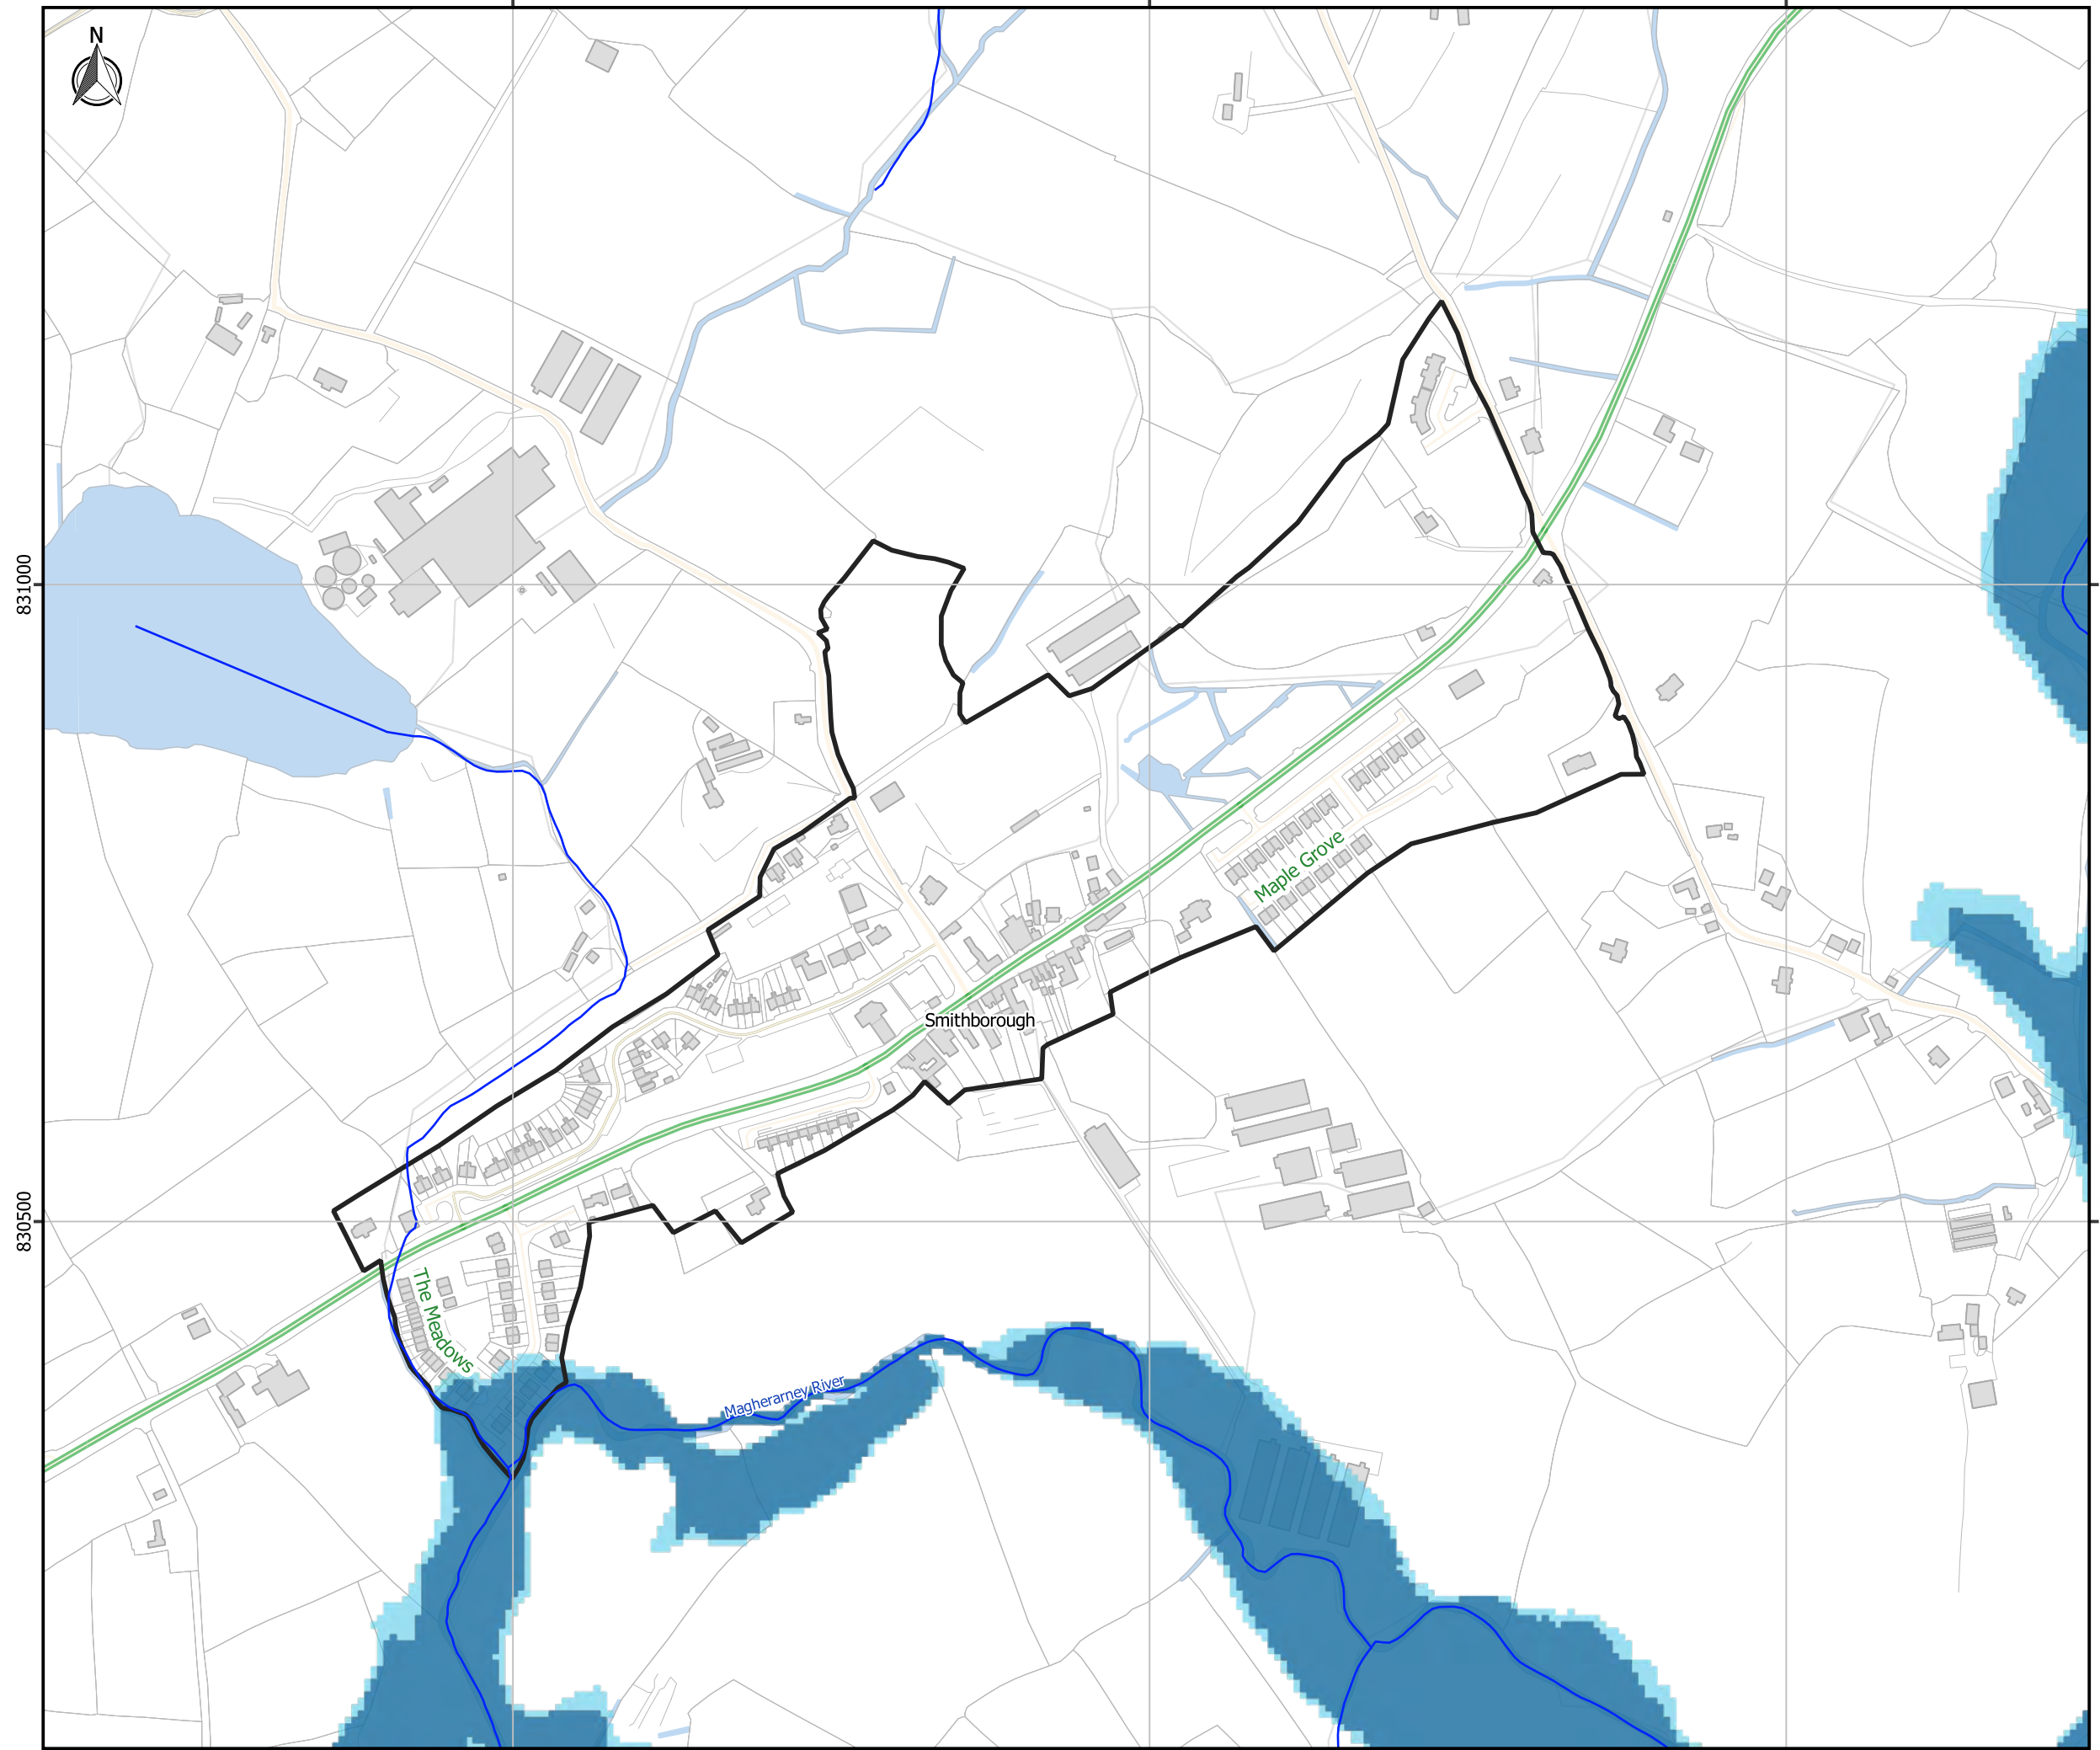 N
831000
Maple Grove
Smithborough
830500
The Meadows
Magherarney River